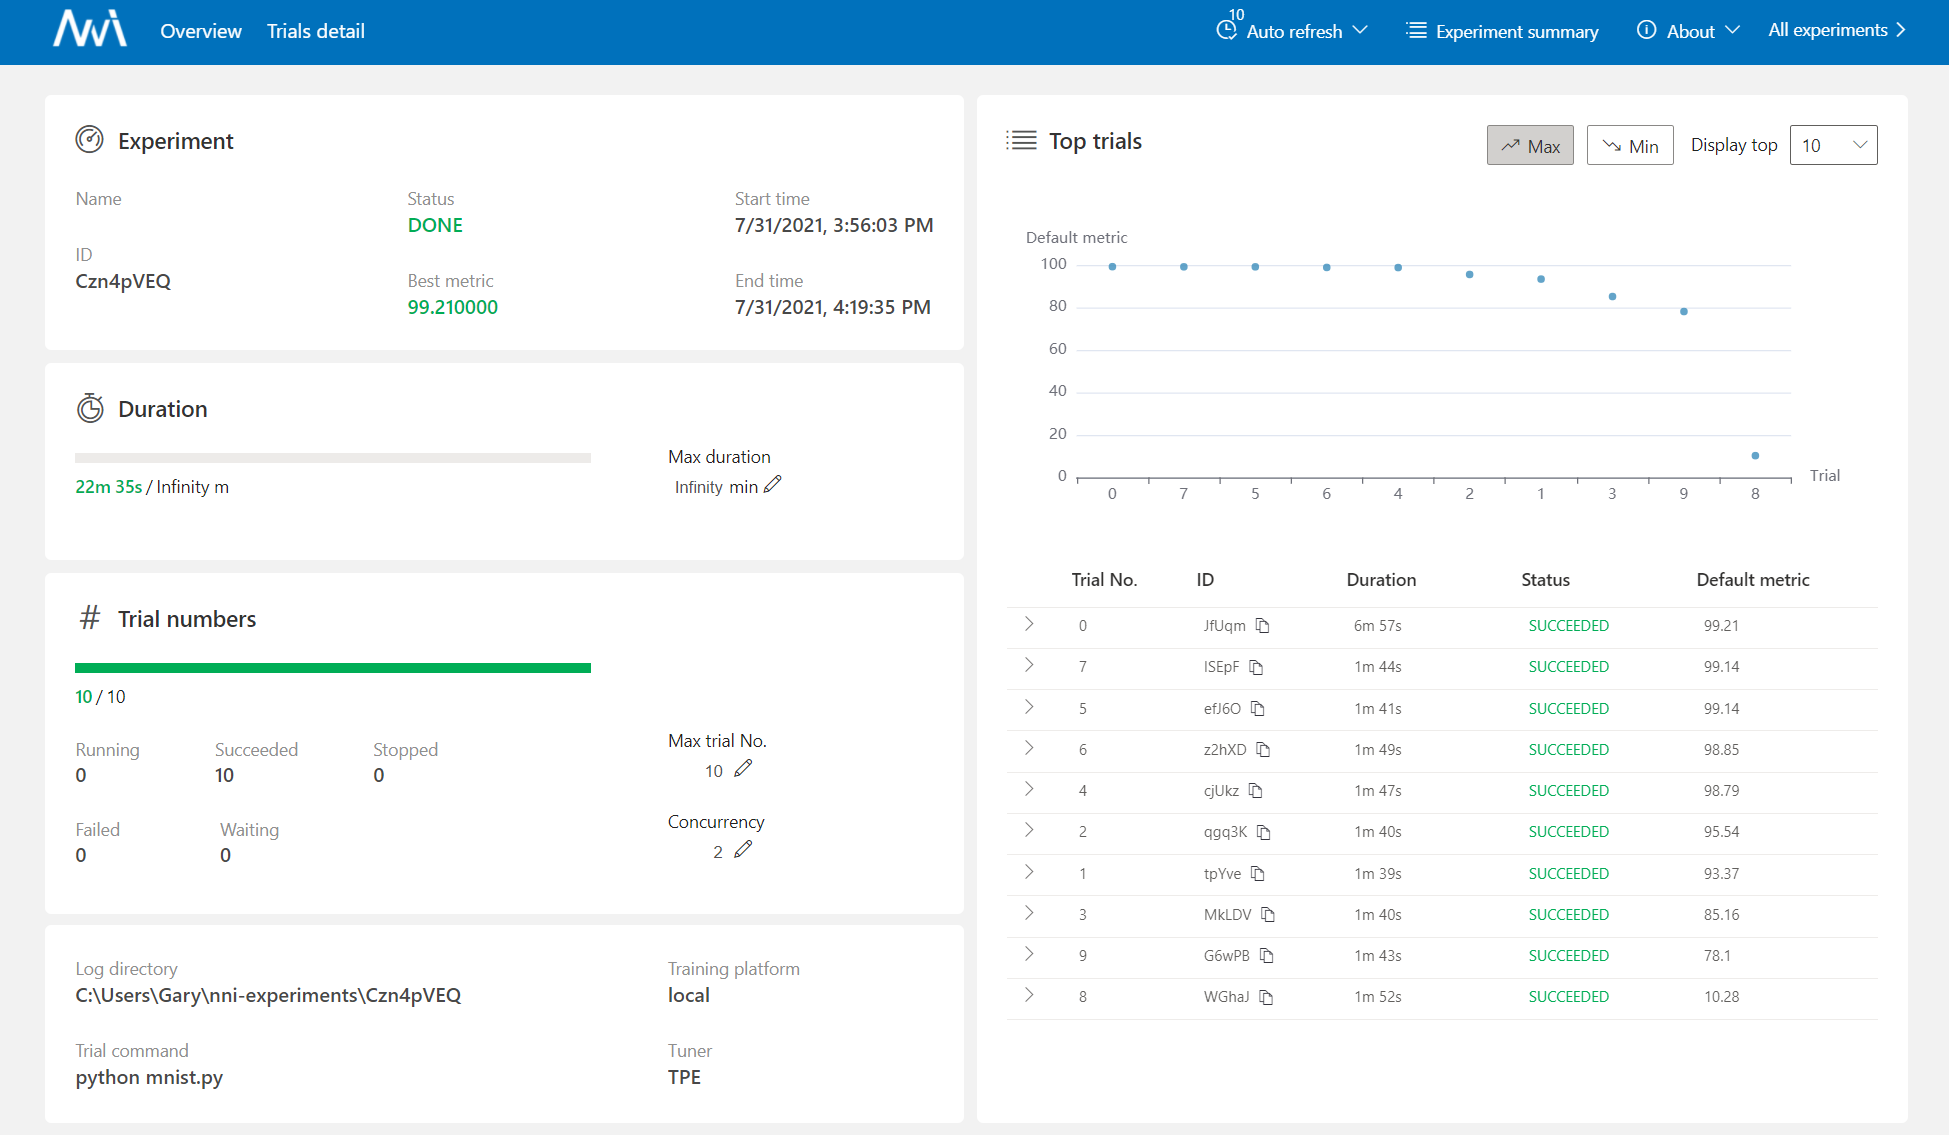 Overview Trials detail 10 Auto refresh Experiment summary About All experiments
Experiment
Name Status Start time
DONE 7/31/2021, 3:56:03 PM
ID
Czn4pVEQ Best metric End time
99.210000 7/31/2021, 4:19:35 PM
Duration
Max duration
22m 35s / Infinity m Infinity min
# Trial numbers
10 / 10
Max trial No.
Running Succeeded Stopped
0 10 0
10
Concurrency
Failed Waiting
0 0
2
Log directory Training platform
C:\Users\Gary\nni-experiments\Czn4pVEQ local
Trial command Tuner
python mnist.py TPE
Top trials Max Min Display top 10
Default metric
100
80
60
40
20
0 Trial
0 7 5 6 4 2 1 3 9 8
Trial No. ID Duration Status Default metric
0 JfUqm 6m 57s SUCCEEDED 99.21
7 ISEpF 1m 44s SUCCEEDED 99.14
5 efJ6O 1m 41s SUCCEEDED 99.14
6 z2hXD 1m 49s SUCCEEDED 98.85
4 cjUkz 1m 47s SUCCEEDED 98.79
2 qgq3K 1m 40s SUCCEEDED 95.54
1 tpYve 1m 39s SUCCEEDED 93.37
3 MkLDV 1m 40s SUCCEEDED 85.16
9 G6wPB 1m 43s SUCCEEDED 78.1
8 WGhaJ 1m 52s SUCCEEDED 10.28